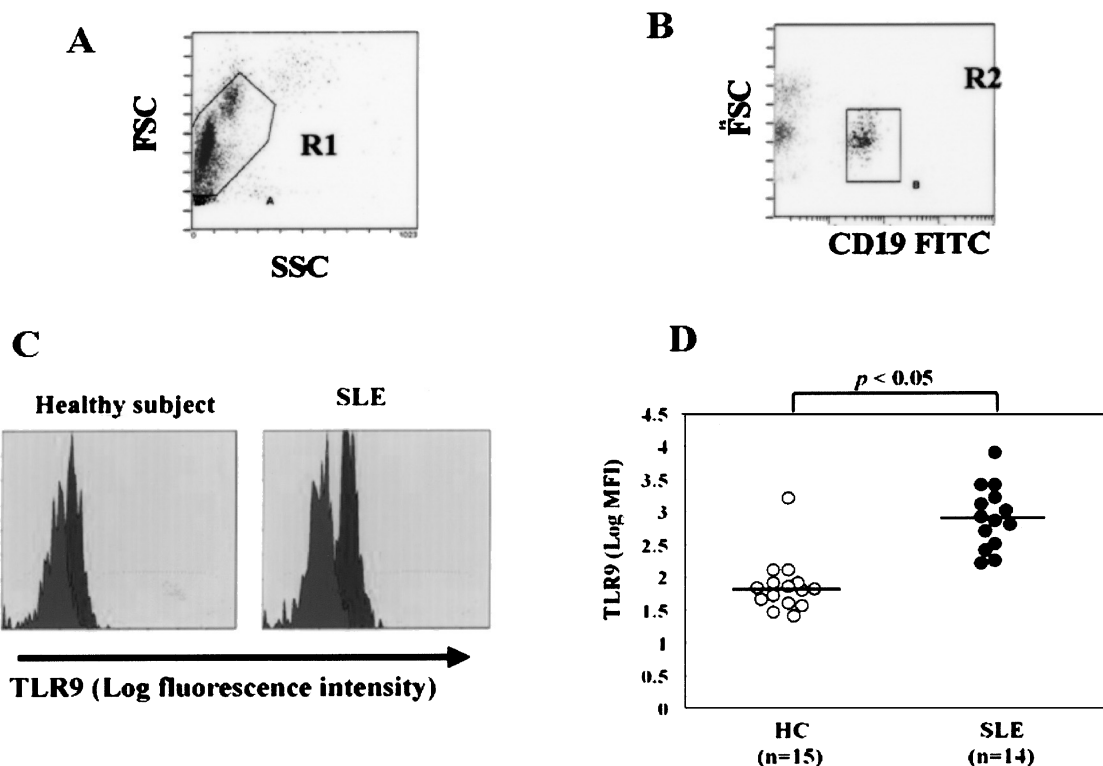 A
FSC
R1
A
0
1023
SSC
B
FSC
R2
B
CD19 FITC
C
Healthy subject
SLE
TLR9 (Log fluorescence intensity)
D
p < 0.05
TLR9 (Log MFI)
4.5
4
3.5
3
2.5
2
1.5
1
0.5
0
HC
(n=15)
SLE
(n=14)